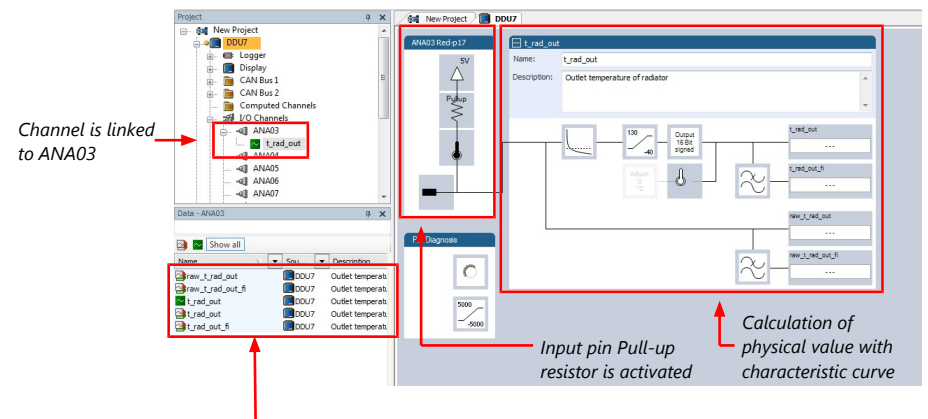 Project
New Project
DDU7
Logger
Display
CAN Bus 1
CAN Bus 2
Computed Channels
I/O Channels
ANA03
t_rad_out
ANA04
ANA05
ANA06
ANA07
Channel is linked
to ANA03
Data - ANA03
Show all
Name
Sou
Description
raw_t_rad_out DDU7 Outlet temperatu
raw_t_rad_out_fi DDU7 Outlet temperatu
t_rad_out DDU7 Outlet temperatu
t_rad_out DDU7 Outlet temperatu
t_rad_out_fi DDU7 Outlet temperatu
New Project
DDU7
ANA03 Red-p17
5V
Pullup
Diagnosis
5000
-5000
t_rad_out
Name: t_rad_out
Description: Outlet temperature of radiator
130
-40
Output
16 Bit
signed
Adjust
0
°C
t_rad_out
---
t_rad_out_fi
---
raw_t_rad_out
---
raw_t_rad_out_fi
---
Input pin Pull-up
resistor is activated
Calculation of
physical value with
characteristic curve